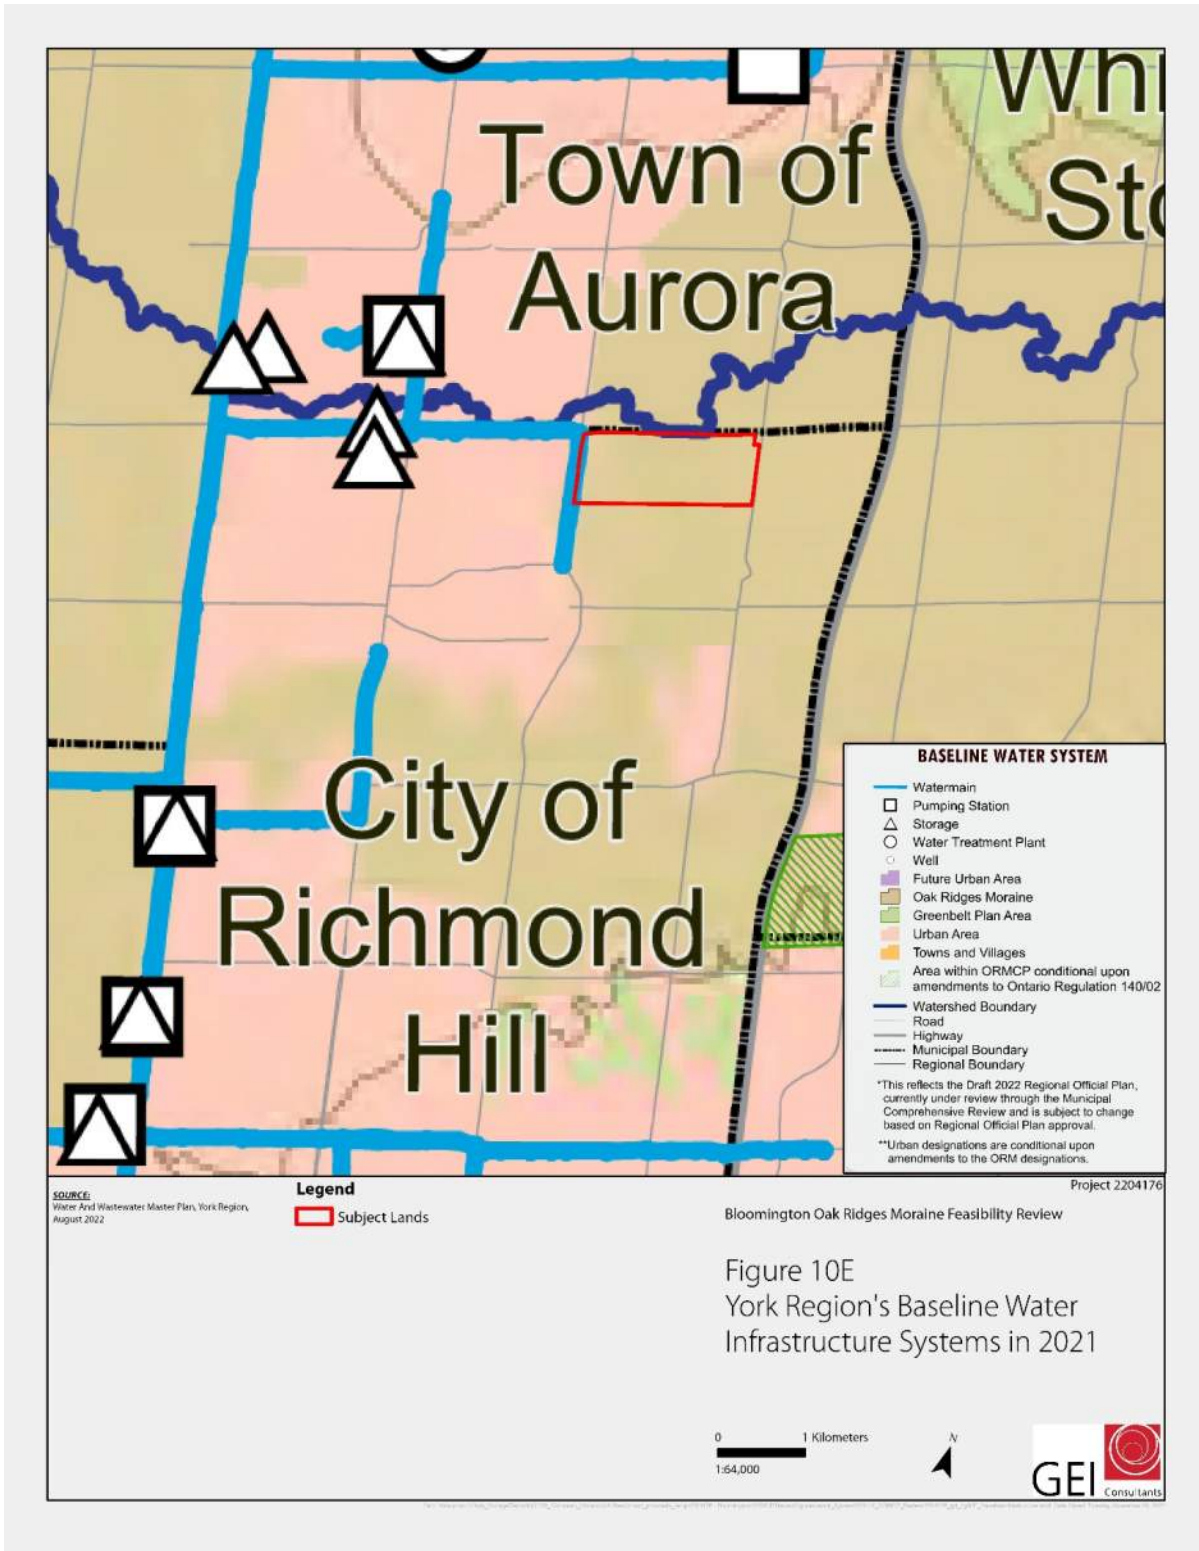 Whi
Town of
Sto
Aurora
City of
Richmond
Hill
BASELINE WATER SYSTEM
Watermain
Pumping Station
Storage
Water Treatment Plant
Well
Future Urban Area
Oak Ridges Moraine
Greenbelt Plan Area
Urban Area
Towns and Villages
Area within ORMCP conditional upon
amendments to Ontario Regulation 140/02
Watershed Boundary
Road
Highway
Municipal Boundary
Regional Boundary
*This reflects the Draft 2022 Regional Official Plan,
currently under review through the Municipal
Comprehensive Review and is subject to change
based on Regional Official Plan approval.
**Urban designations are conditional upon
amendments to the ORM designations.
SOURCE:
Water And Wastewater Master Plan, York Region,
August 2022
Legend
Subject Lands
Project 2204176
Bloomington Oak Ridges Moraine Feasibility Review
Figure 10E
York Region's Baseline Water
Infrastructure Systems in 2021
0 1 Kilometers
1:64,000
N
GEI
Consultants